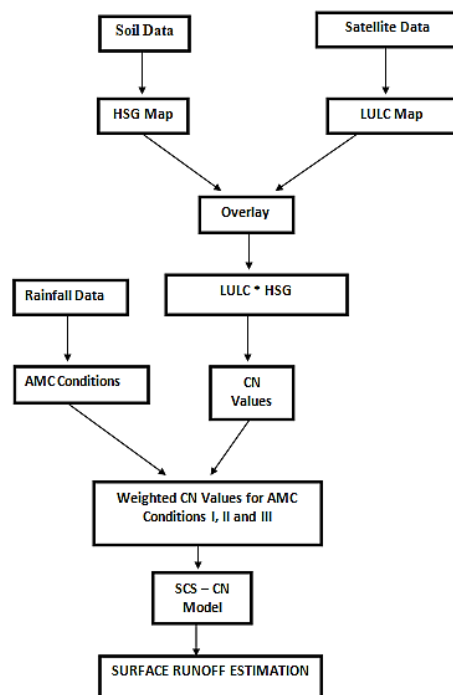 Soil Data
Satellite Data
HSG Map
LULC Map
Overlay
LULC * HSG
Rainfall Data
AMC Conditions
CN
Values
Weighted CN Values for AMC
Conditions I, II and III
SCS – CN
Model
SURFACE RUNOFF ESTIMATION